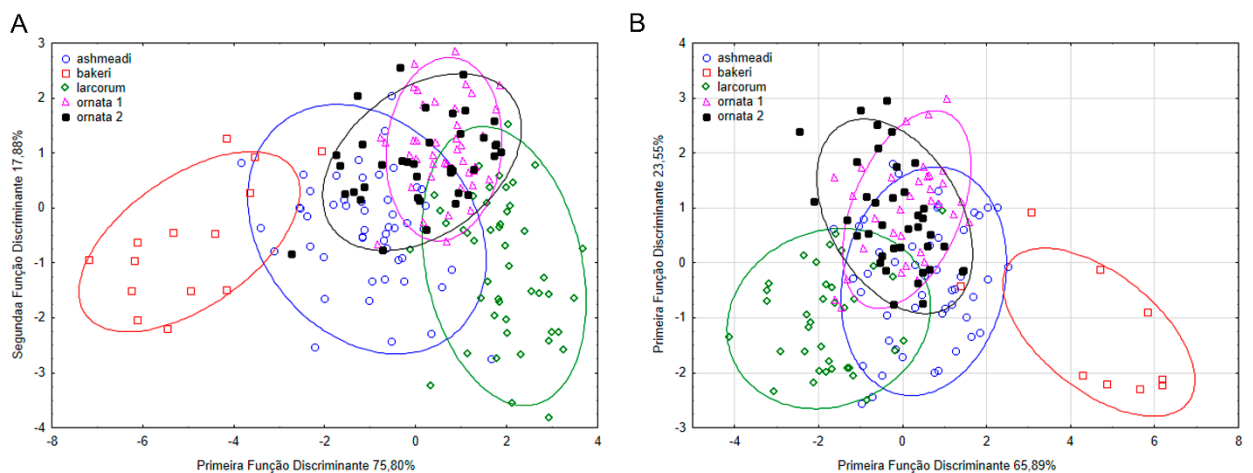 A
3
2
1
0
-1
-2
-3
-4
-8
-6
-4
-2
0
2
4
Segundaa Função Discriminante 17,88%
Primeira Função Discriminante 75,80%
ashmeadi
bakeri
larcorum
ornata 1
ornata 2
B
4
3
2
1
0
-1
-2
-3
-4
-2
0
2
4
6
8
Primeira Função Discriminante 23,55%
Primeira Função Discriminante 65,89%
ashmeadi
bakeri
larcorum
ornata 1
ornata 2